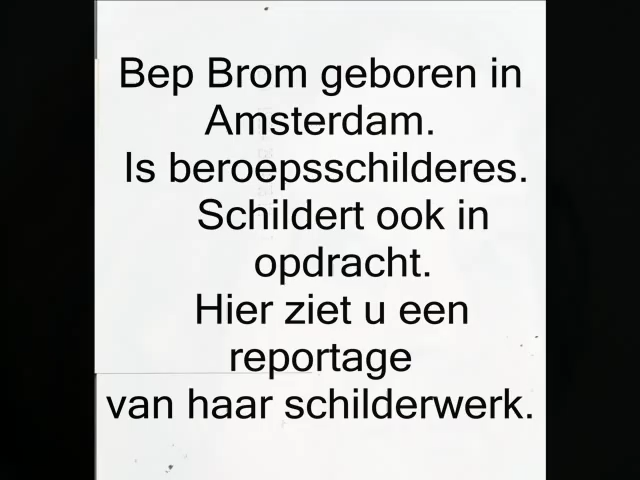 Bep Brom geboren in
Amsterdam.
Is beroepsschilderes.
Schildert ook in
opdracht.
Hier ziet u een
reportage
van haar schilderwerk.